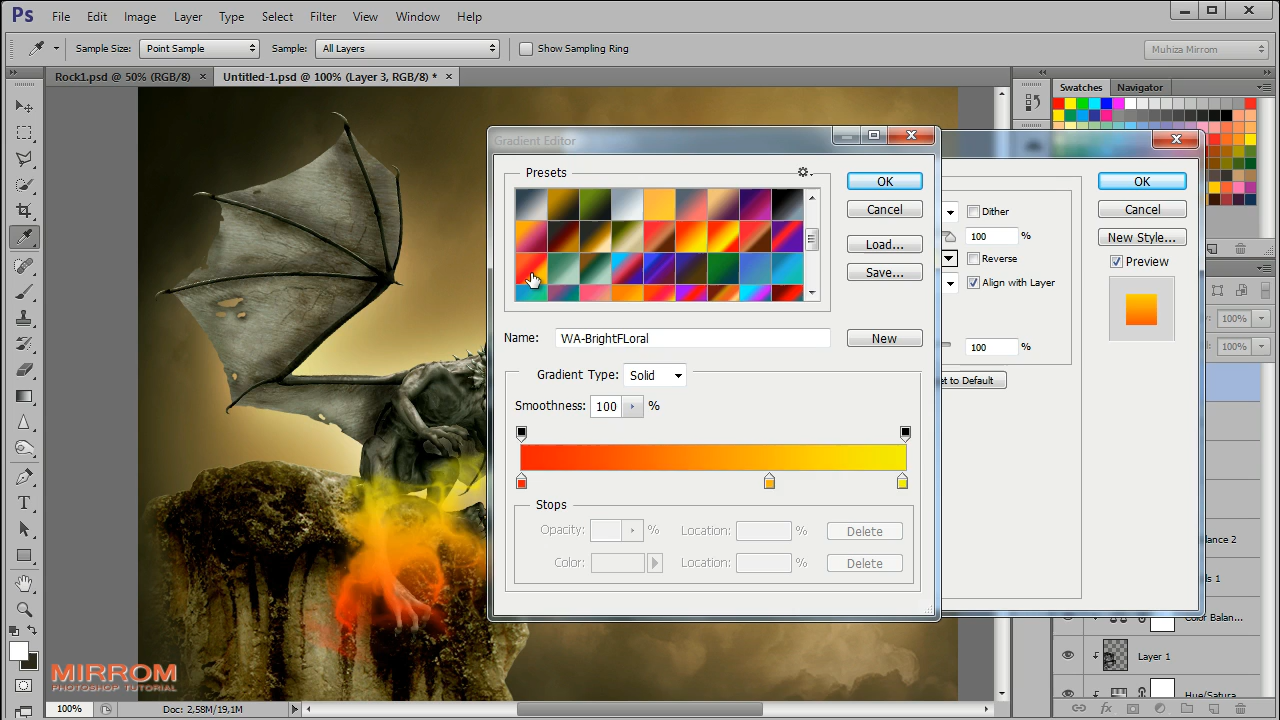 Ps File Edit Image Layer Type Select Filter View Window Help
Sample Size: Point Sample Sample: All Layers Show Sampling Ring Muhiza Mirrom
Rock1.psd @ 50% (RGB/8) × Untitled-1.psd @ 100% (Layer 3, RGB/8) * ×
Swatches Navigator
Gradient Editor
Presets
OK
Cancel
Load...
Save...
Name: WA-BrightFLoral
New
Gradient Type: Solid
Smoothness: 100 %
Stops
Opacity: % Location: % Delete
Color: Location: % Delete
Dither
100 %
Reverse
Align with Layer
100 %
et to Default
OK
Cancel
New Style...
Preview
100%
100%
lance 2
ls 1
Color Balan...
Layer 1
Hue/Satura
MIRROM
PHOTOSHOP TUTORIAL
100% Doc: 2,58M/19,1M